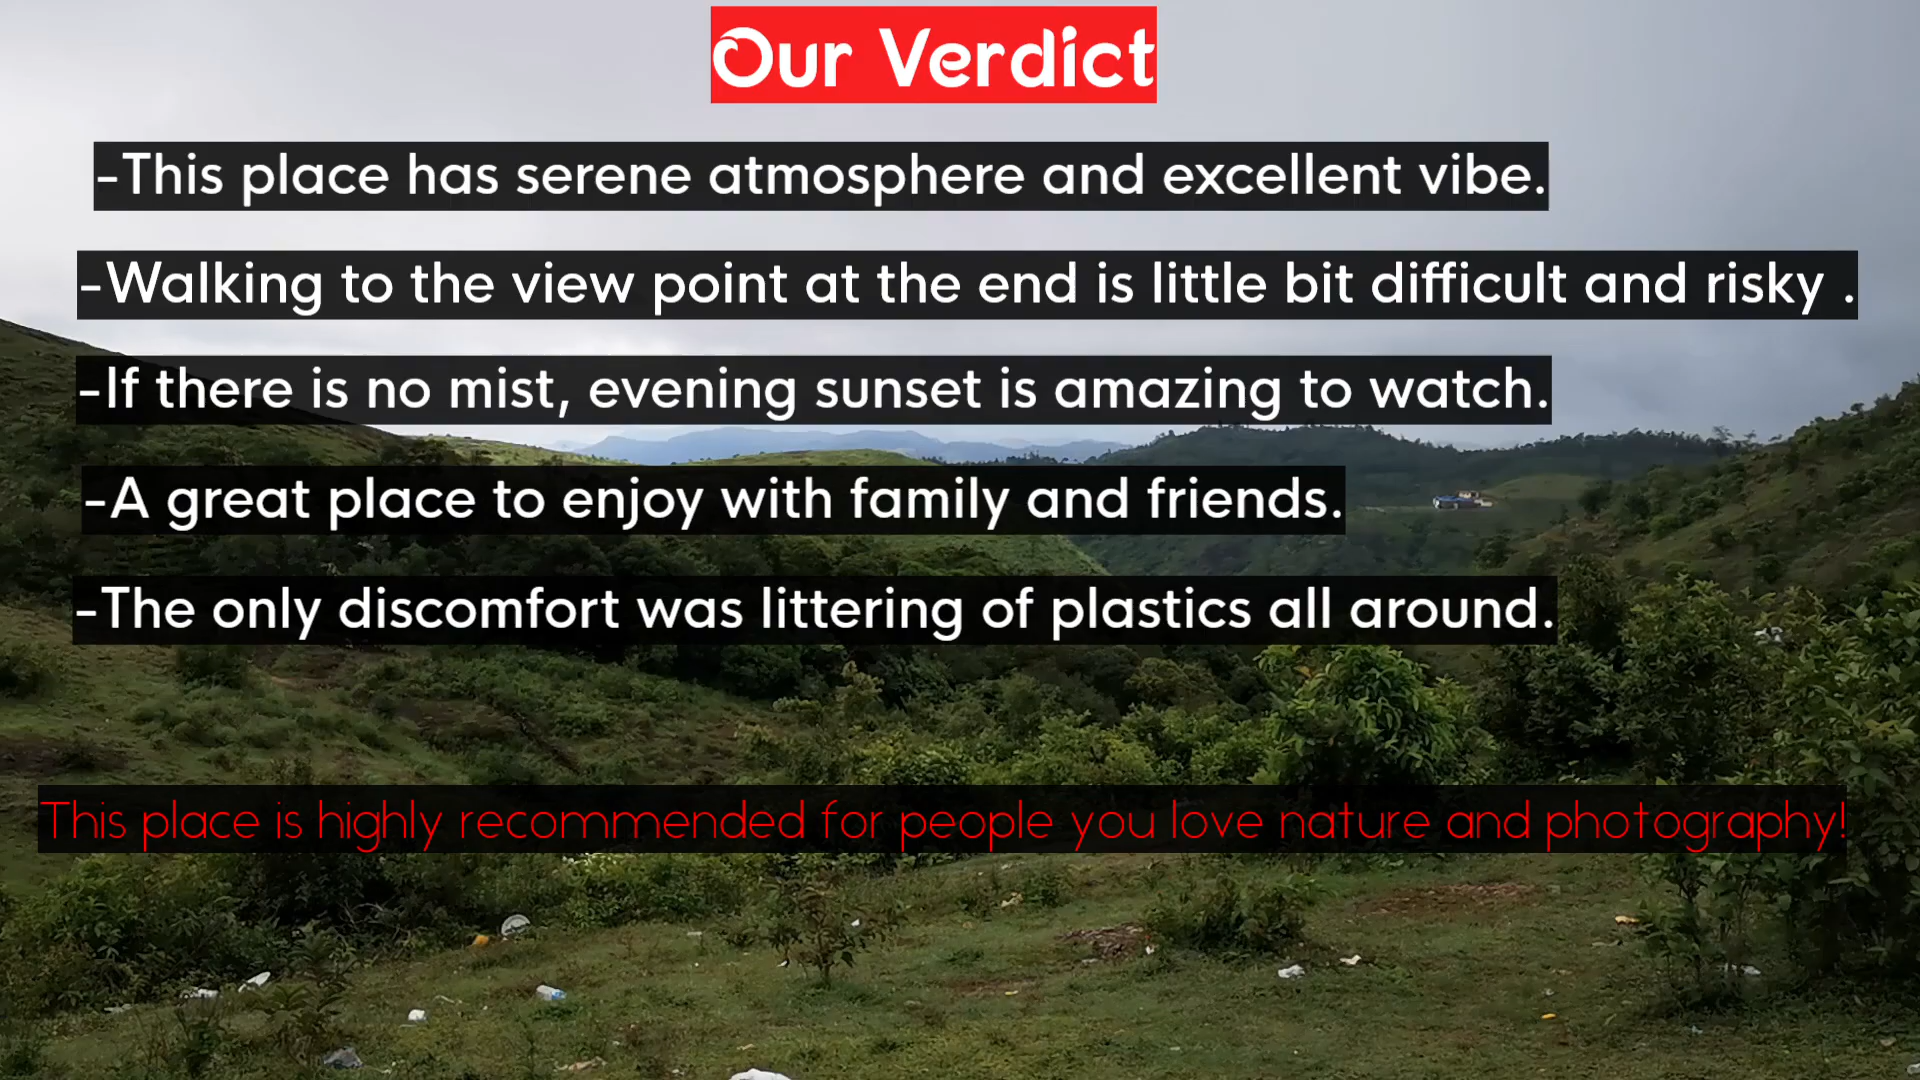 Our Verdict
-This place has serene atmosphere and excellent vibe.
-Walking to the view point at the end is little bit difficult and risky .
-If there is no mist, evening sunset is amazing to watch.
-A great place to enjoy with family and friends.
-The only discomfort was littering of plastics all around.
This place is highly recommended for people you love nature and photography!